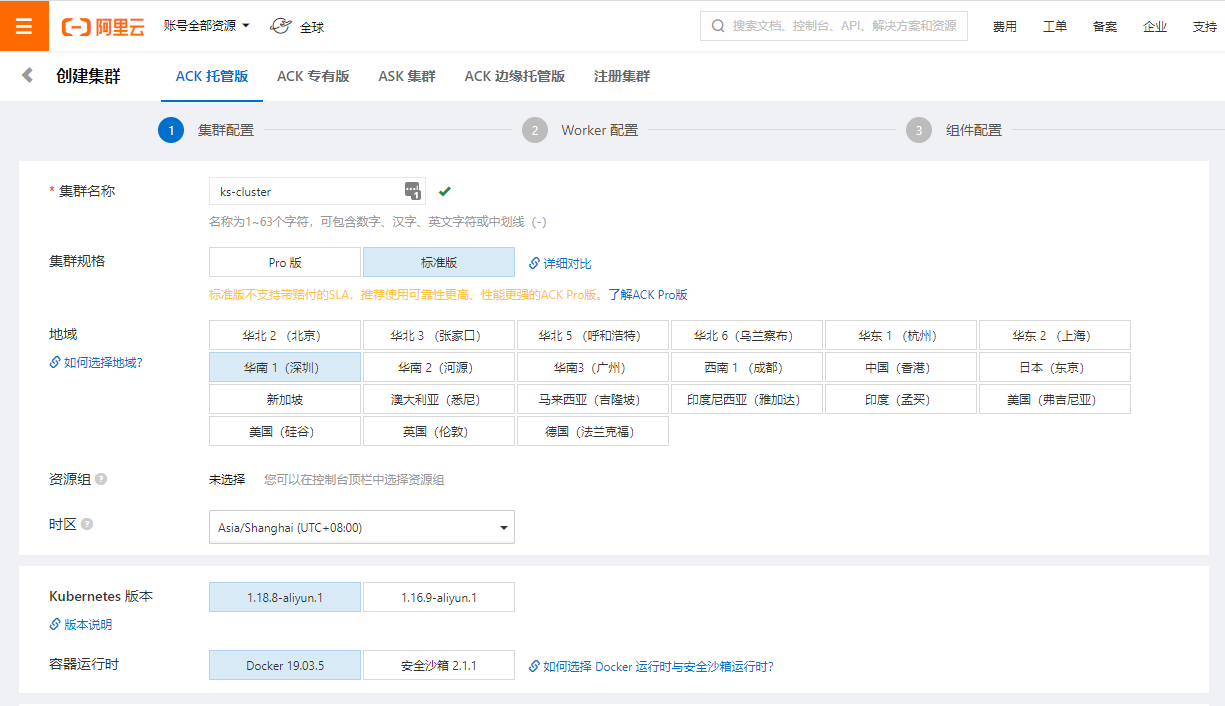 阿里云 账号全部资源 全球 搜索文档、控制台、API、解决方案和资源 费用 工单 备案 企业 支持
创建集群 ACK 托管版 ACK 专有版 ASK 集群 ACK 边缘托管版 注册集群
1 集群配置 2 Worker 配置 3 组件配置
* 集群名称 ks-cluster
名称为1~63个字符，可包含数字、汉字、英文字符或中划线（-）
集群规格 Pro 版 标准版 详细对比
标准版不支持带赔付的SLA，推荐使用可靠性更高、性能更强的ACK Pro版。了解ACK Pro版
地域 华北 2 （北京） 华北 3 （张家口） 华北 5 （呼和浩特） 华北 6（乌兰察布） 华东 1 （杭州） 华东 2 （上海）
如何选择地域? 华南 1（深圳） 华南 2（河源） 华南3（广州） 西南 1 （成都） 中国（香港） 日本（东京）
新加坡 澳大利亚（悉尼） 马来西亚（吉隆坡） 印度尼西亚（雅加达） 印度（孟买） 美国（弗吉尼亚）
美国（硅谷） 英国（伦敦） 德国（法兰克福）
资源组 ? 未选择 您可以在控制台顶栏中选择资源组
时区 ? Asia/Shanghai (UTC+08:00)
Kubernetes 版本 1.18.8-aliyun.1 1.16.9-aliyun.1
版本说明
容器运行时 Docker 19.03.5 安全沙箱 2.1.1 如何选择 Docker 运行时与安全沙箱运行时?